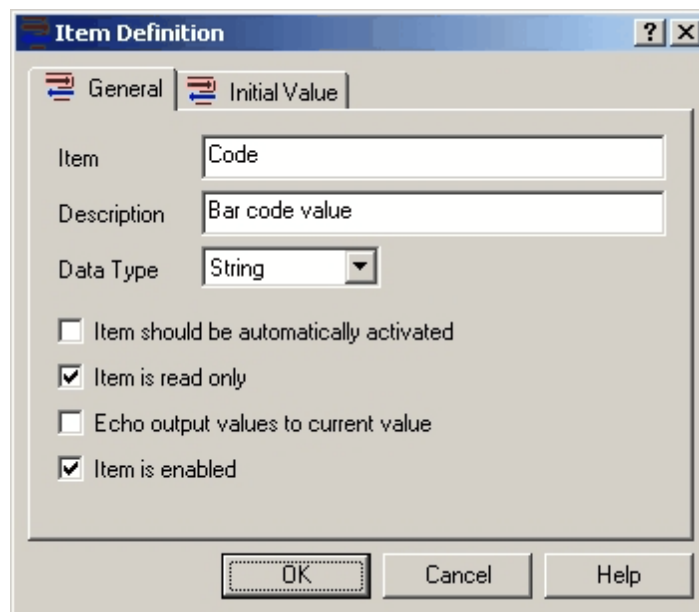 Item Definition
General
Initial Value
Item
Code
Description
Bar code value
Data Type
String
Item should be automatically activated
Item is read only
Echo output values to current value
Item is enabled
OK
Cancel
Help